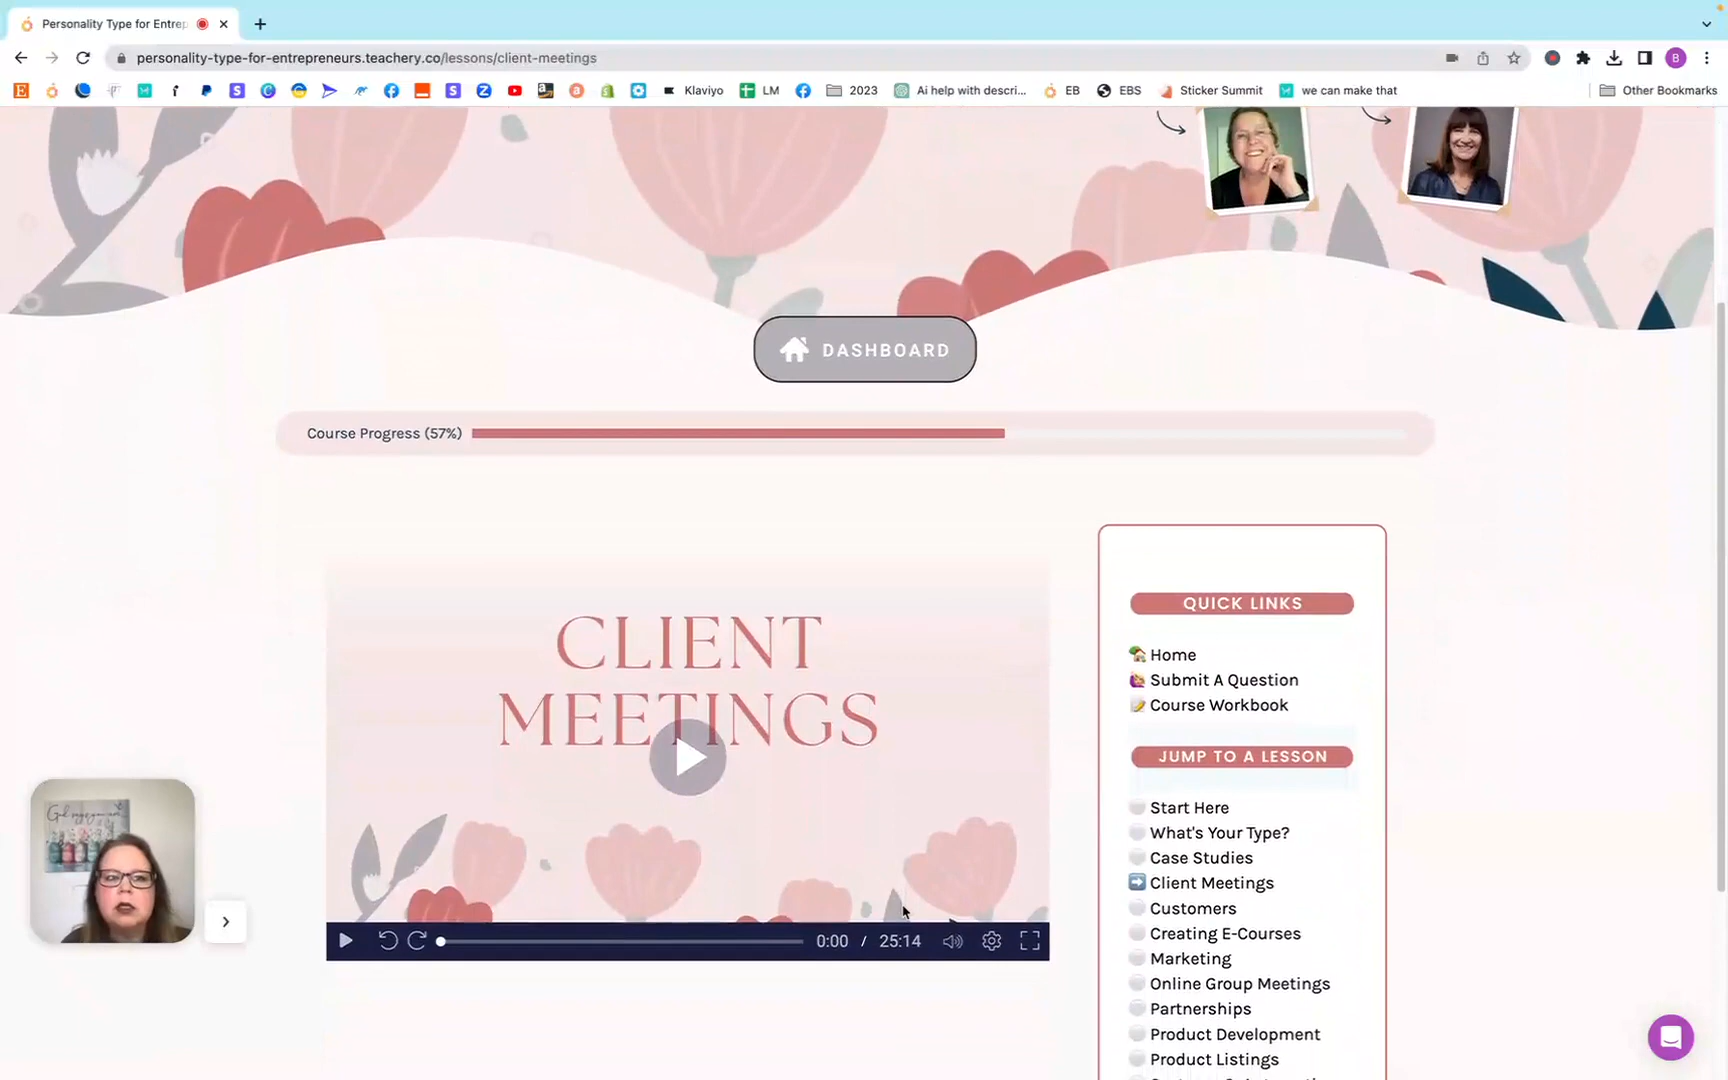 Personality Type for Entrep
personality-type-for-entrepreneurs.teachery.co/lessons/client-meetings
B
Klaviyo
LM
2023
Ai help with descri...
EB
EBS
Sticker Summit
we can make that
Other Bookmarks
DASHBOARD
Course Progress (57%)
CLIENT
MEETINGS
0:00 / 25:14
QUICK LINKS
Home
Submit A Question
Course Workbook
JUMP TO A LESSON
Start Here
What's Your Type?
Case Studies
Client Meetings
Customers
Creating E-Courses
Marketing
Online Group Meetings
Partnerships
Product Development
Product Listings